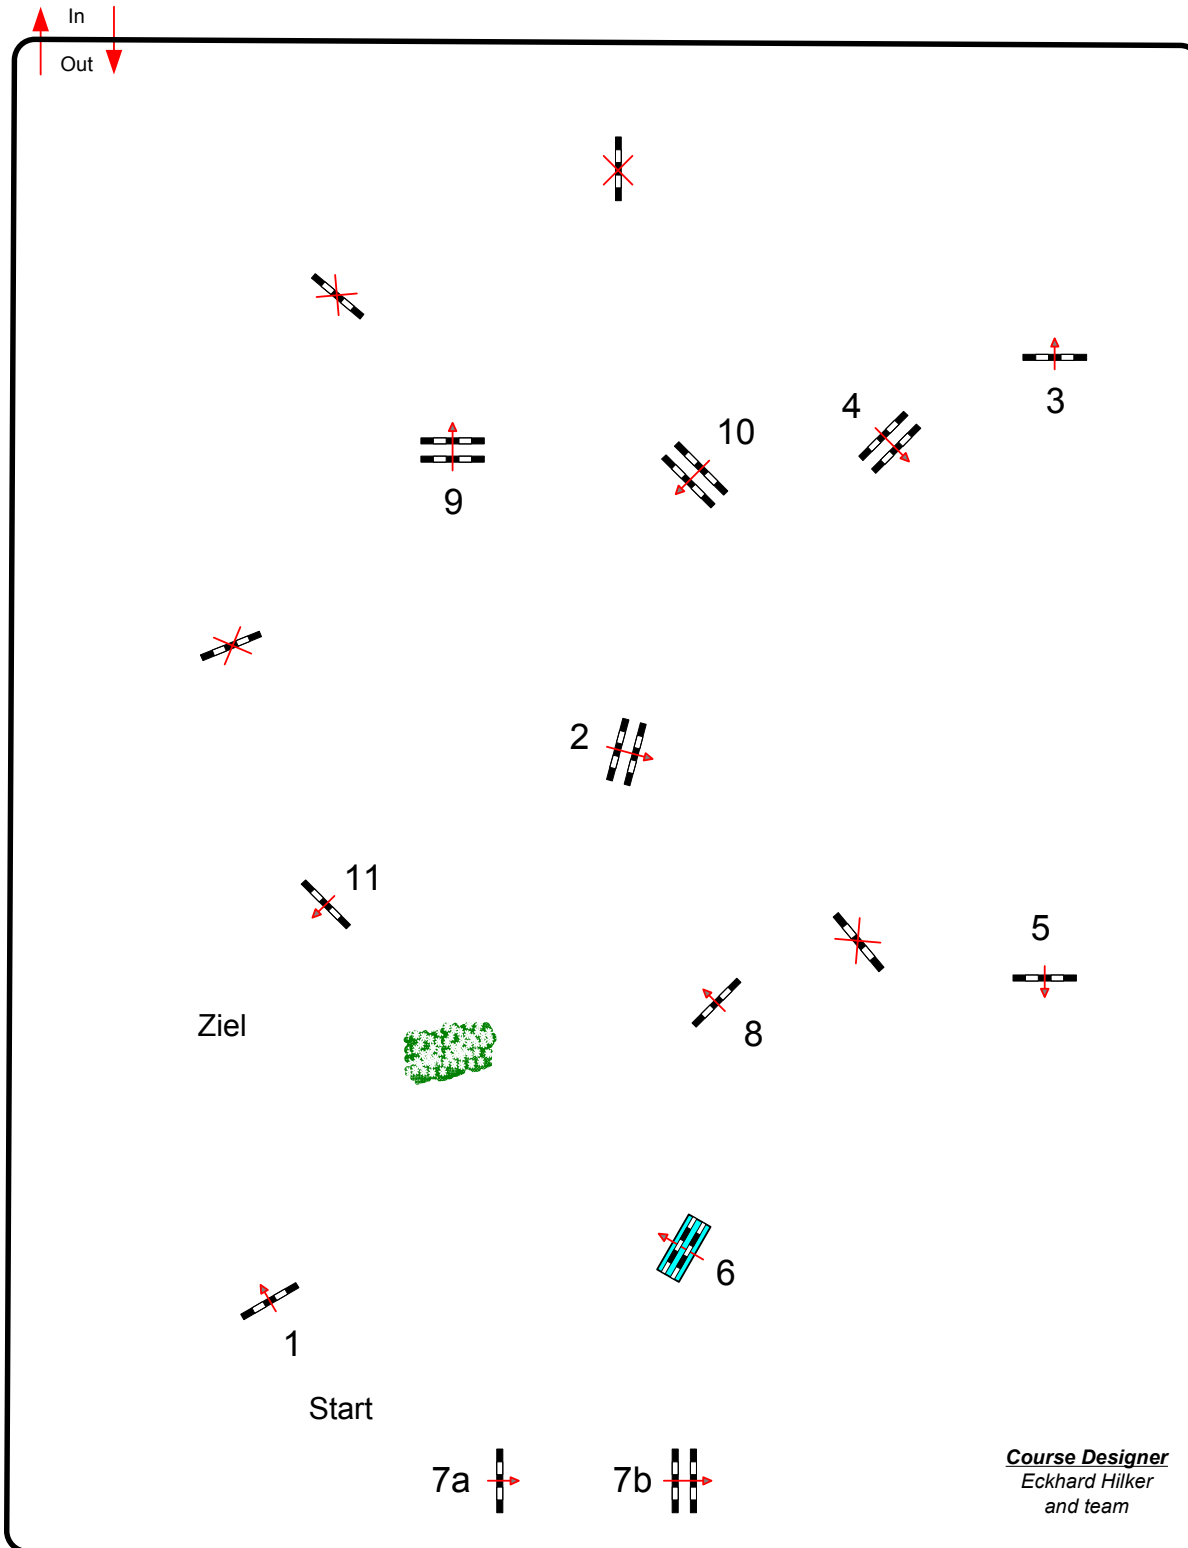 In
Out
3
4
10
9
2
11
5
Ziel
8
6
1
Start
7a
7b
Course Designer
Eckhard Hilker
and team